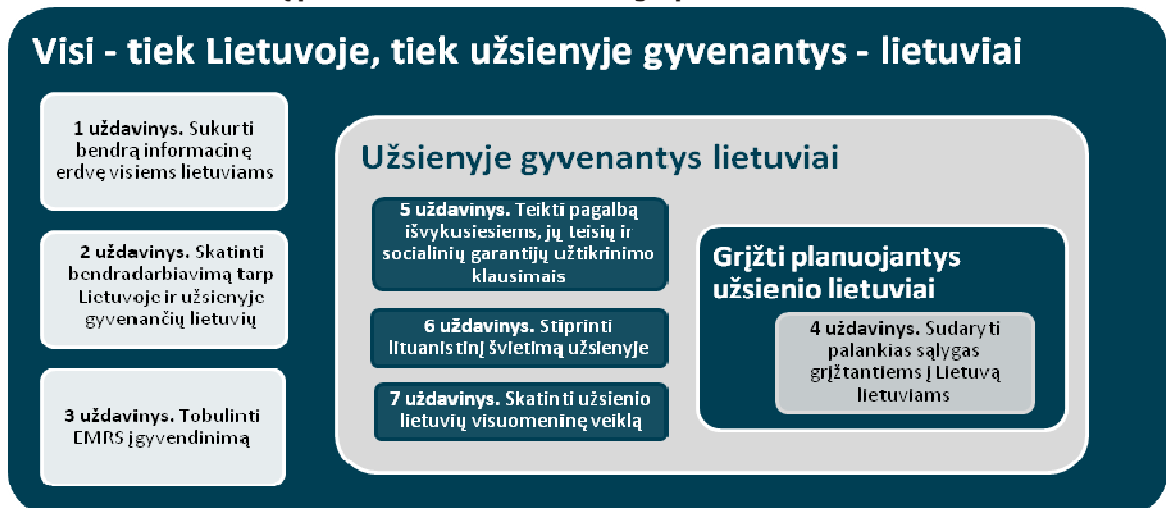 Visi - tiek Lietuvoje, tiek užsienyje gyvenantys - lietuviai
1 uždavinys. Sukurti
bendrą informacinę
erdvę visiems lietuviams
2 uždavinys. Skatinti
bendradarbiavimą tarp
Lietuvoje ir užsienyje
gyvenančių lietuvių
3 uždavinys. Tobulinti
EMRS įgyvendinimą
Užsienyje gyvenantys lietuviai
5 uždavinys. Teikti pagalbą
išvykusiesiems, jų teisių ir
socialinių garantijų užtikrinimo
klausimais
6 uždavinys. Stiprinti
lituanistinį švietimą užsienyje
7 uždavinys. Skatinti užsienio
lietuvių visuomeninę veiklą
Grįžti planuojantys
užsienio lietuviai
4 uždavinys. Sudaryti
palankias sąlygas
grįžtantiems į Lietuvą
lietuviams